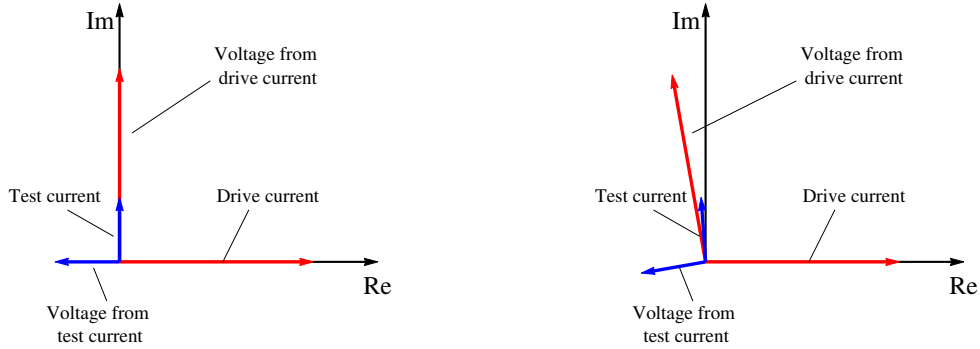 Im
Voltage from
drive current
Test current
Drive current
Re
Voltage from
test current
Im
Voltage from
drive current
Test current
Drive current
Re
Voltage from
test current